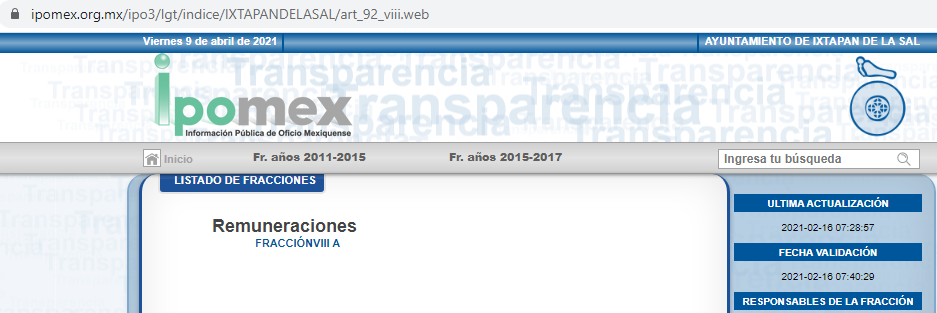 ipomex.org.mx/ipo3/lgt/indice/IXTAPANDELASAL/art_92_viii.web
Viernes 9 de abril de 2021
AYUNTAMIENTO DE IXTAPAN DE LA SAL
Transparencia
ipomex
Información Pública de Oficio Mexiquense
Inicio
Fr. años 2011-2015
Fr. años 2015-2017
Ingresa tu búsqueda
LISTADO DE FRACCIONES
Remuneraciones
FRACCIÓNVIII A
ULTIMA ACTUALIZACIÓN
2021-02-16 07:28:57
FECHA VALIDACIÓN
2021-02-16 07:40:29
RESPONSABLES DE LA FRACCIÓN